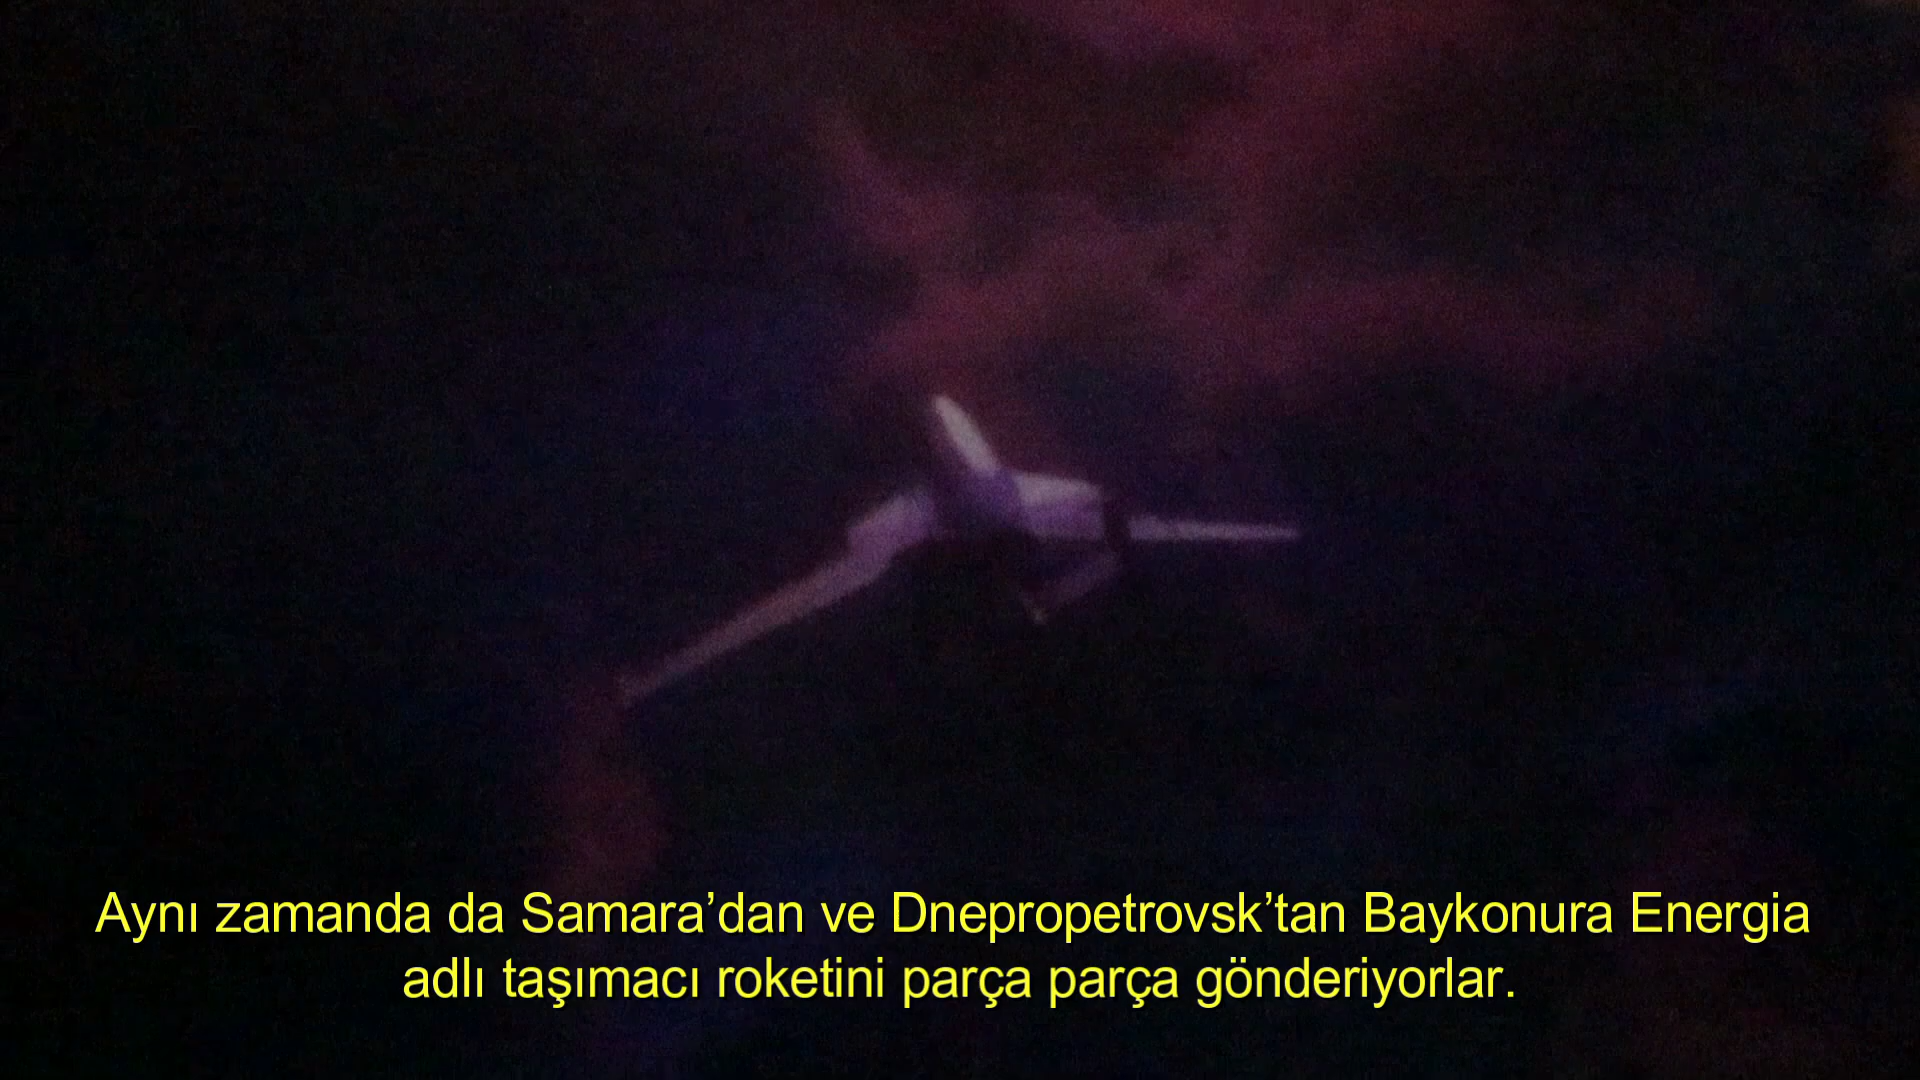 Aynı zamanda da Samara’dan ve Dnepropetrovsk’tan Baykonura Energia
adlı taşımacı roketini parça parça gönderiyorlar.